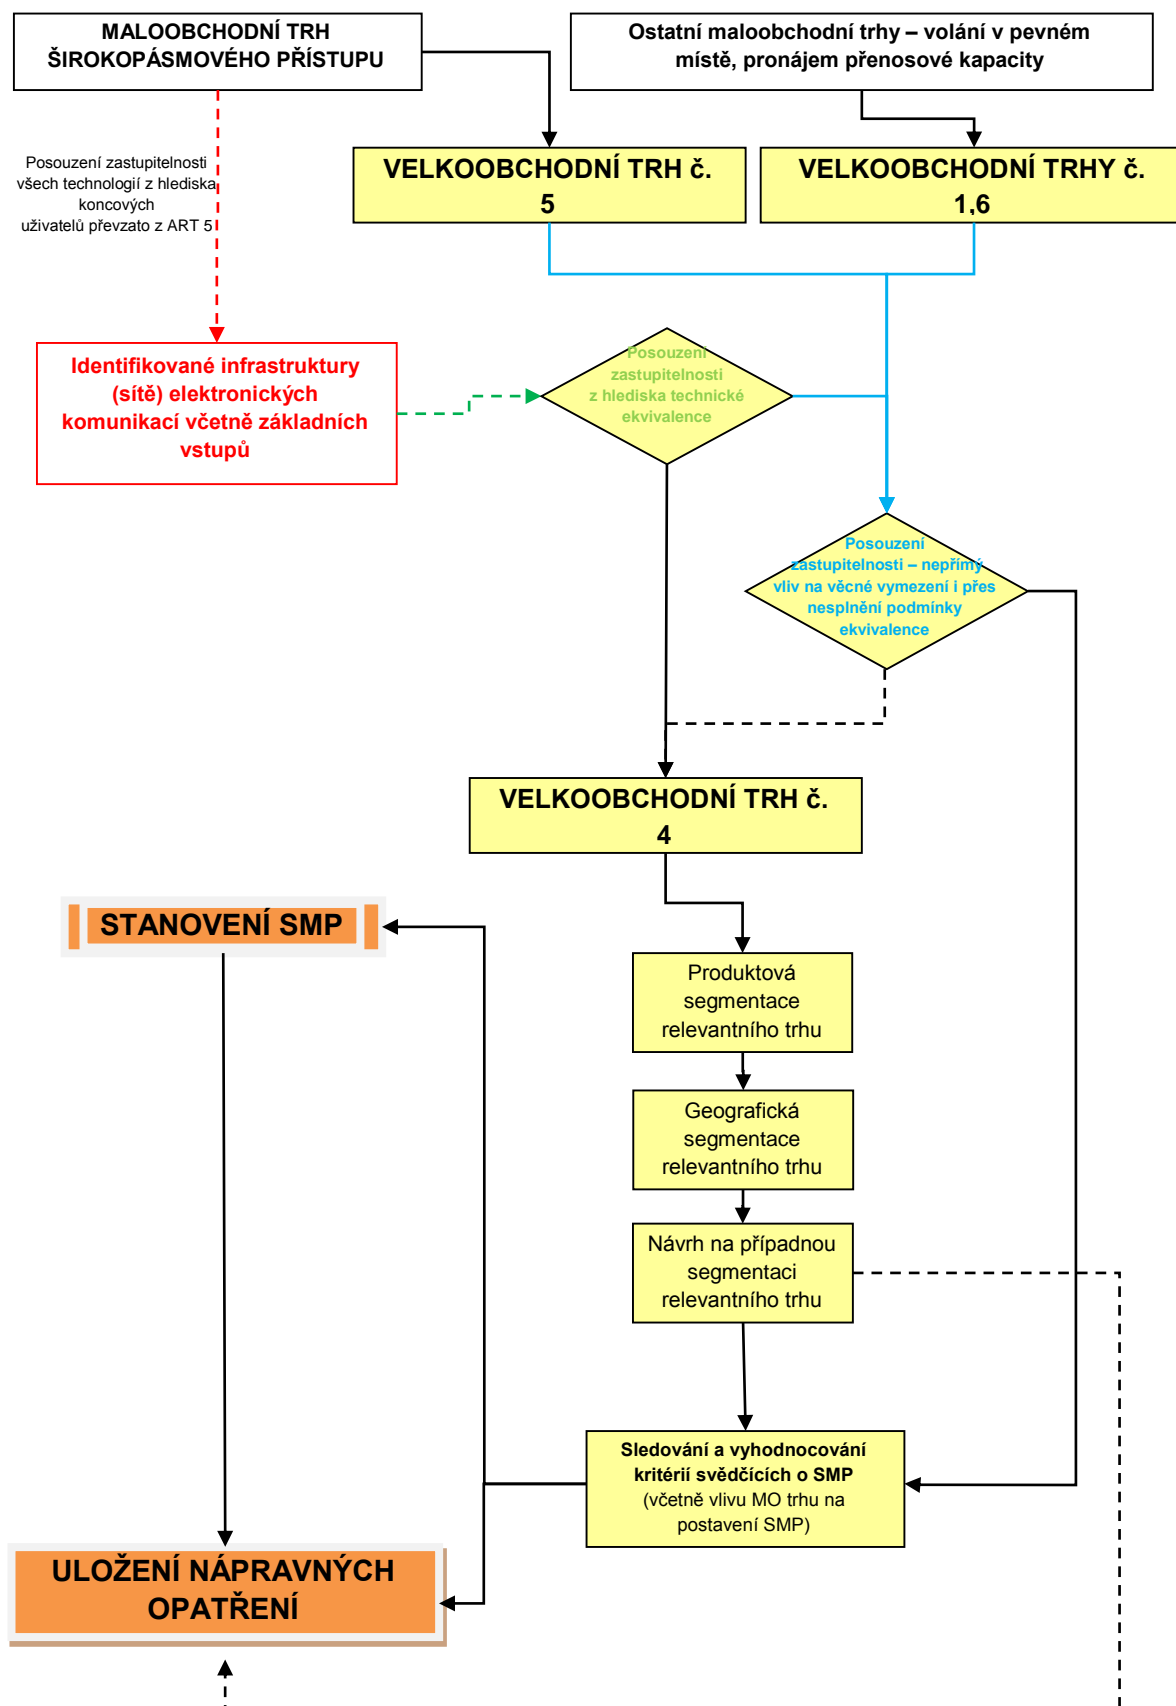 MALOOBCHODNÍ TRH
ŠIROKOPÁSMOVÉHO PŘÍSTUPU
Ostatní maloobchodní trhy – volání v pevném
místě, pronájem přenosové kapacity
Posouzení zastupitelnosti
všech technologií z hlediska
koncových
uživatelů převzato z ART 5
VELKOOBCHODNÍ TRH č.
5
VELKOOBCHODNÍ TRHY č.
1,6
Identifikované infrastruktury
(sítě) elektronických
komunikací včetně základních
vstupů
Posouzení
zastupitelnosti
z hlediska technické
ekvivalence
Posouzení
zastupitelnosti – nepřímý
vliv na věcné vymezení i přes
nesplnění podmínky
ekvivalence
VELKOOBCHODNÍ TRH č.
4
STANOVENÍ SMP
Produktová
segmentace
relevantního trhu
Geografická
segmentace
relevantního trhu
Návrh na případnou
segmentaci
relevantního trhu
Sledování a vyhodnocování
kritérií svědčících o SMP
(včetně vlivu MO trhu na
postavení SMP)
ULOŽENÍ NÁPRAVNÝCH
OPATŘENÍ